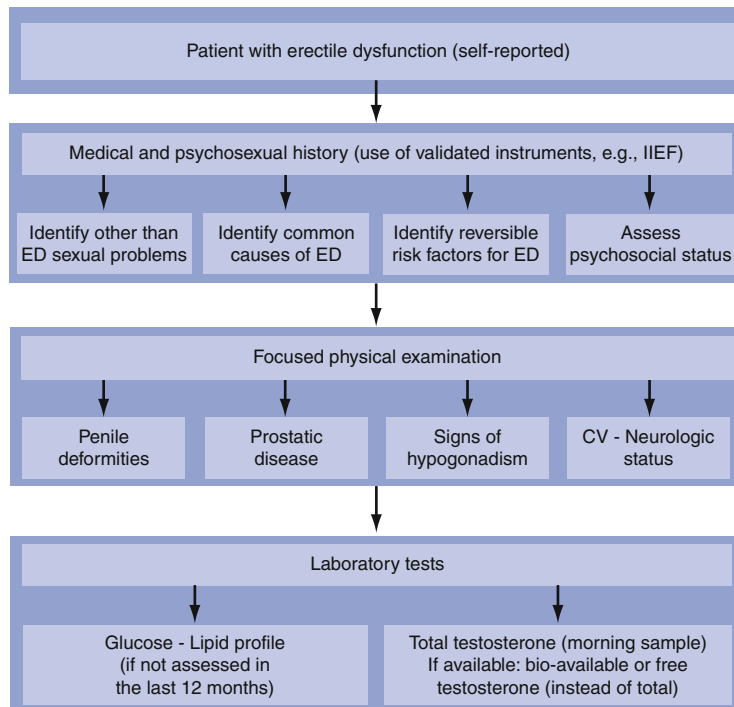 Patient with erectile dysfunction (self-reported)
Medical and psychosexual history (use of validated instruments, e.g., IIEF)
Identify other than
ED sexual problems
Identify common
causes of ED
Identify reversible
risk factors for ED
Assess
psychosocial status
Focused physical examination
Penile
deformities
Prostatic
disease
Signs of
hypogonadism
CV - Neurologic
status
Laboratory tests
Glucose - Lipid profile
(if not assessed in
the last 12 months)
Total testosterone (morning sample)
If available: bio-available or free
testosterone (instead of total)